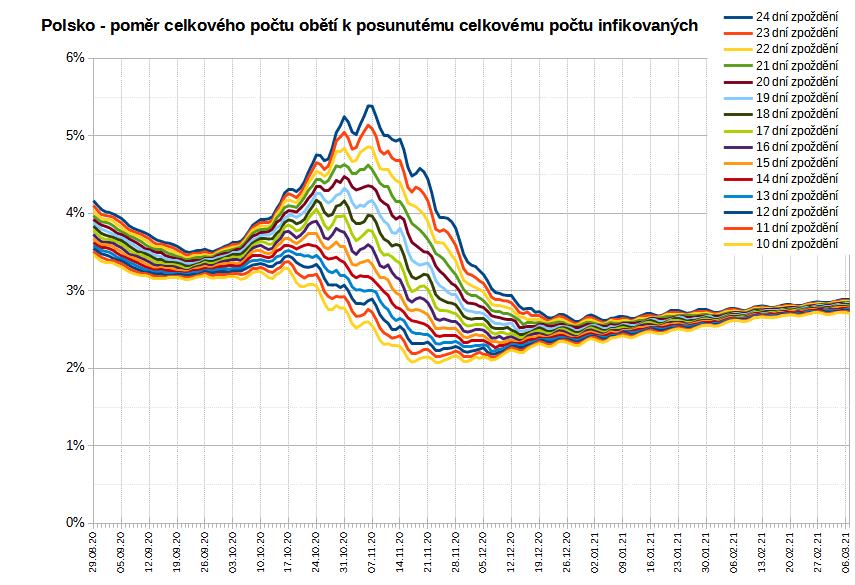 Polsko - poměr celkového počtu obětí k posunutému celkovému počtu infikovaných
24 dní zpoždění
23 dní zpoždění
22 dní zpoždění
21 dní zpoždění
20 dní zpoždění
19 dní zpoždění
18 dní zpoždění
17 dní zpoždění
16 dní zpoždění
15 dní zpoždění
14 dní zpoždění
13 dní zpoždění
12 dní zpoždění
11 dní zpoždění
10 dní zpoždění
6%
5%
4%
3%
2%
1%
0%
29.08.20
05.09.20
12.09.20
19.09.20
26.09.20
03.10.20
10.10.20
17.10.20
24.10.20
31.10.20
07.11.20
14.11.20
21.11.20
28.11.20
05.12.20
12.12.20
19.12.20
26.12.20
02.01.21
09.01.21
16.01.21
23.01.21
30.01.21
06.02.21
13.02.21
20.02.21
27.02.21
06.03.21